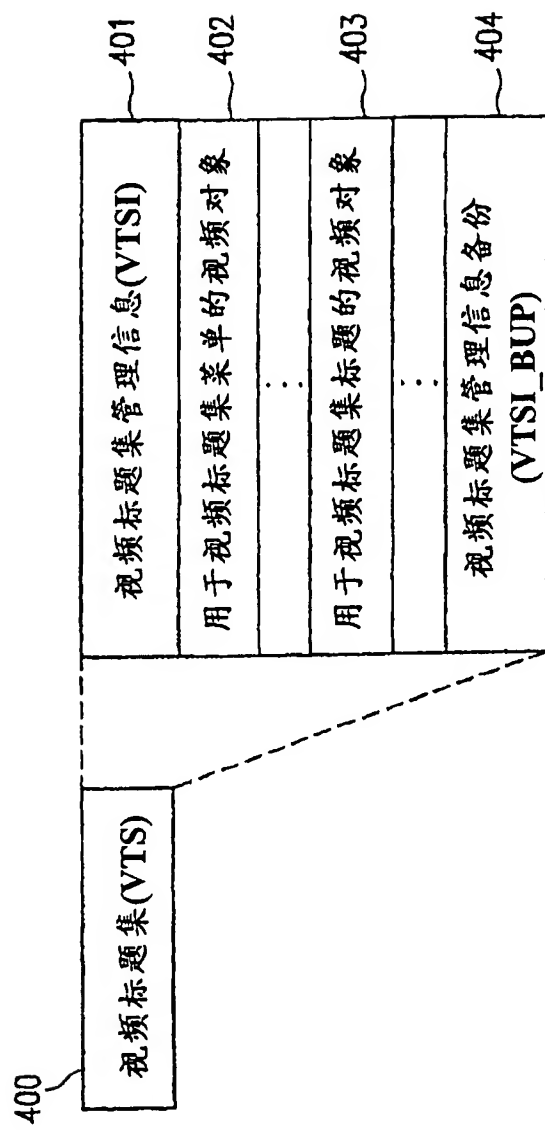 400
视频标题集(VTS)
视频标题集管理信息(VTSI)
401
用于视频标题集菜单的视频对象
402
...
用于视频标题集标题的视频对象
403
...
视频标题集管理信息备份
(VTSI_BUP)
404